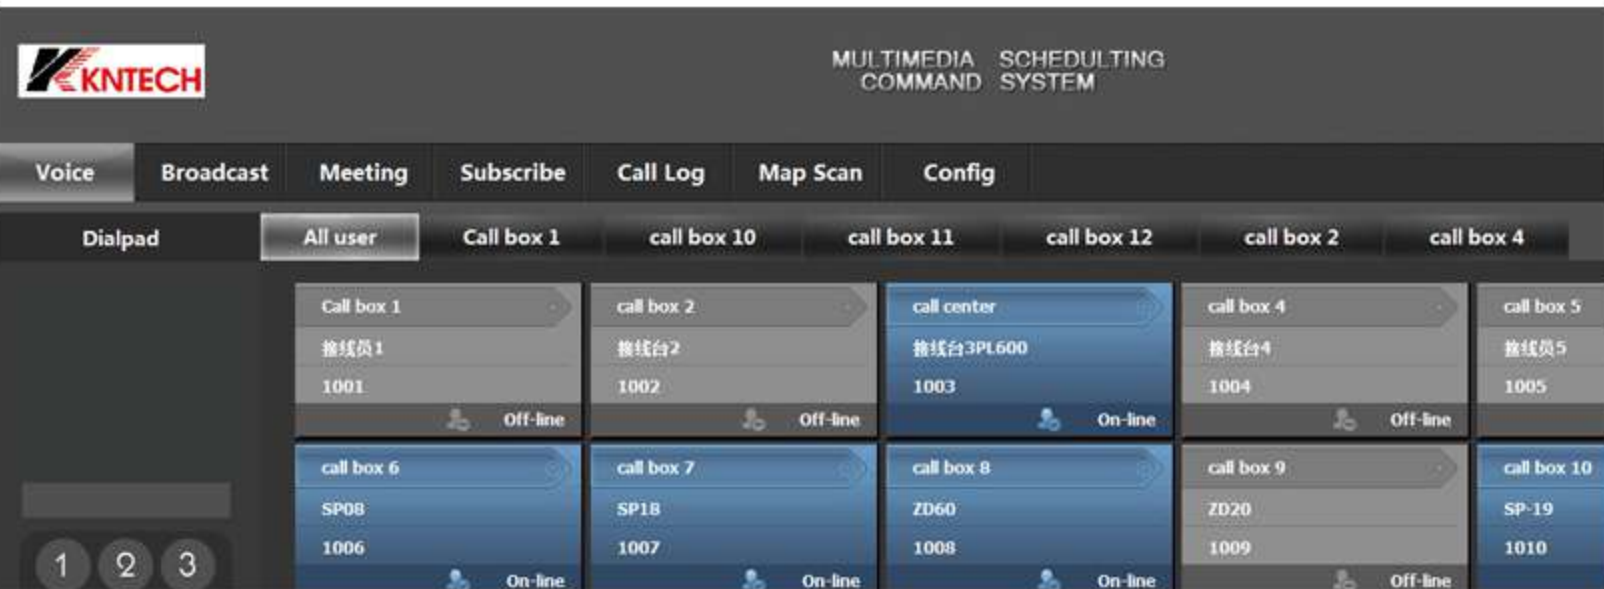 KNTECH
MULTIMEDIA SCHEDULTING
COMMAND SYSTEM
Voice Broadcast Meeting Subscribe Call Log Map Scan Config
Dialpad All user Call box 1 call box 10 call box 11 call box 12 call box 2 call box 4
Call box 1 call box 2 call center call box 4 call box 5
接线员1 接线台2 接线台3PL600 接线台4 接线员5
1001 1002 1003 1004 1005
Off-line Off-line On-line Off-line
call box 6 call box 7 call box 8 call box 9 call box 10
SP08 SP18 ZD60 ZD20 SP-19
1006 1007 1008 1009 1010
1 2 3
On-line On-line On-line Off-line